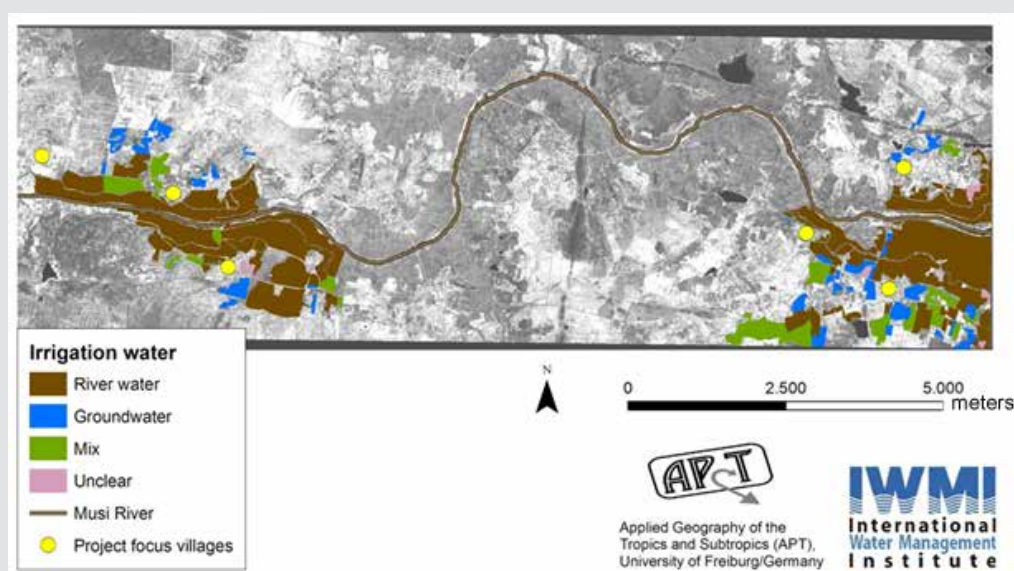 Irrigation water
River water
Groundwater
Mix
Unclear
Musi River
Project focus villages
N
0 2.500 5.000
meters
APT
Applied Geography of the
Tropics and Subtropics (APT),
University of Freiburg/Germany
IWMI
International
Water Management
Institute